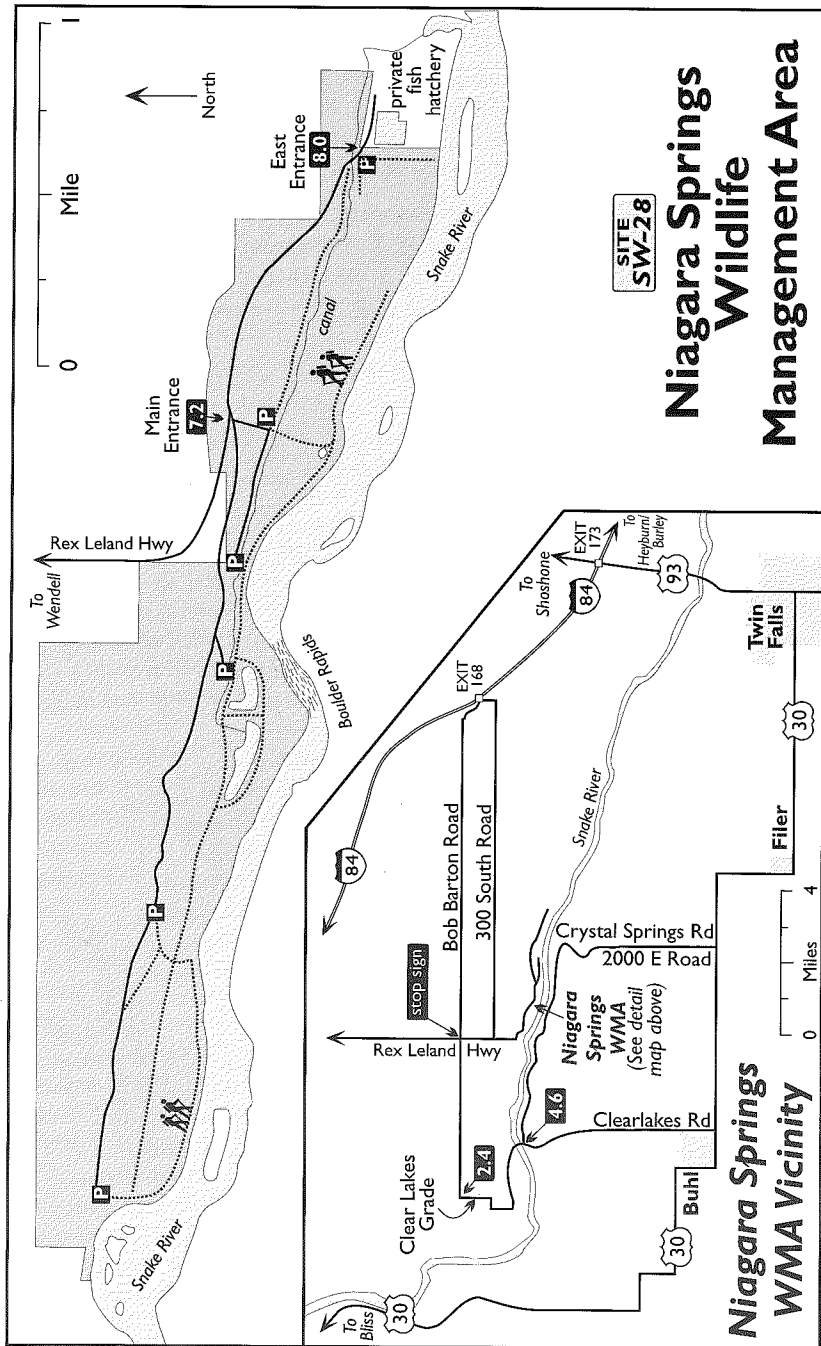 0
Mile
1
North
To
Wendell
Rex Leland Hwy
Main
Entrance
7.2
East
Entrance
8.0
private
fish
hatchery
P
P
P
P
P
P
canal
Snake River
Boulder Rapids
Snake River
SITE
SW-28
Niagara Springs
Wildlife
Management Area
84
Bob Barton Road
300 South Road
stop sign
Rex Leland Hwy
EXIT
168
To
Shoshone
84
EXIT
173
To
Heyburn/
Burley
93
Snake River
Clear Lakes
Grade
2.4
4.6
Niagara
Springs
WMA
(See detail
map above)
Crystal Springs Rd
2000 E Road
Clearlakes Rd
To
Bliss
30
30
Buhl
Filer
30
Twin
Falls
0
Miles
4
Niagara Springs
WMA Vicinity